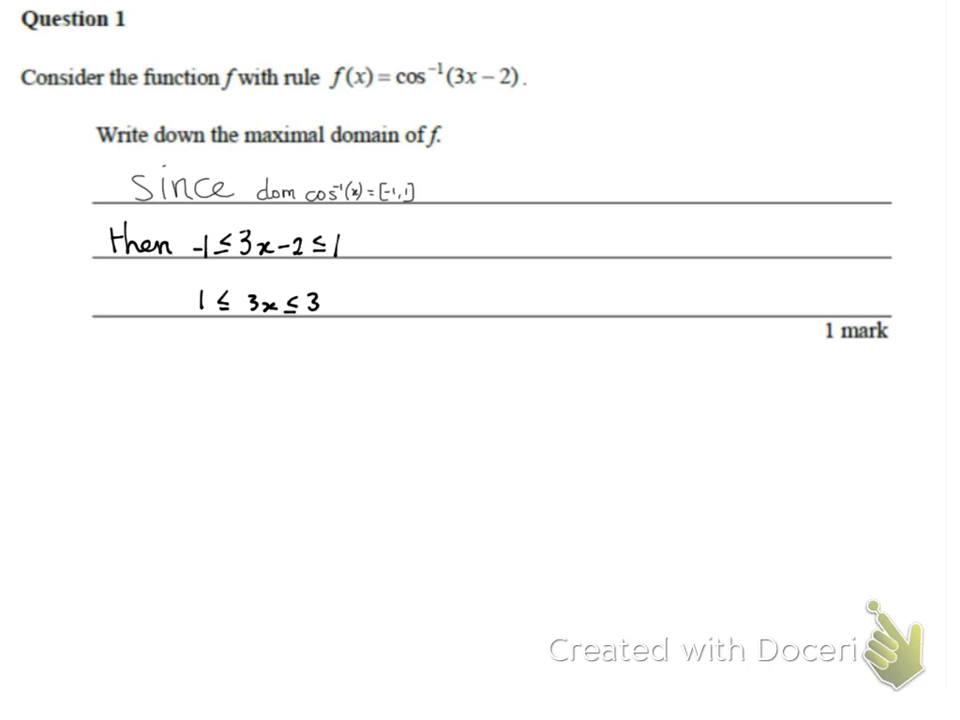 Question 1
Consider the function f with rule f(x) = cos⁻¹(3x – 2).
Write down the maximal domain of f.
Since dom cos⁻¹(x) = [-1, 1]
then -1 ≤ 3x - 2 ≤ 1
1 ≤ 3x ≤ 3
1 mark
Created with Doceri